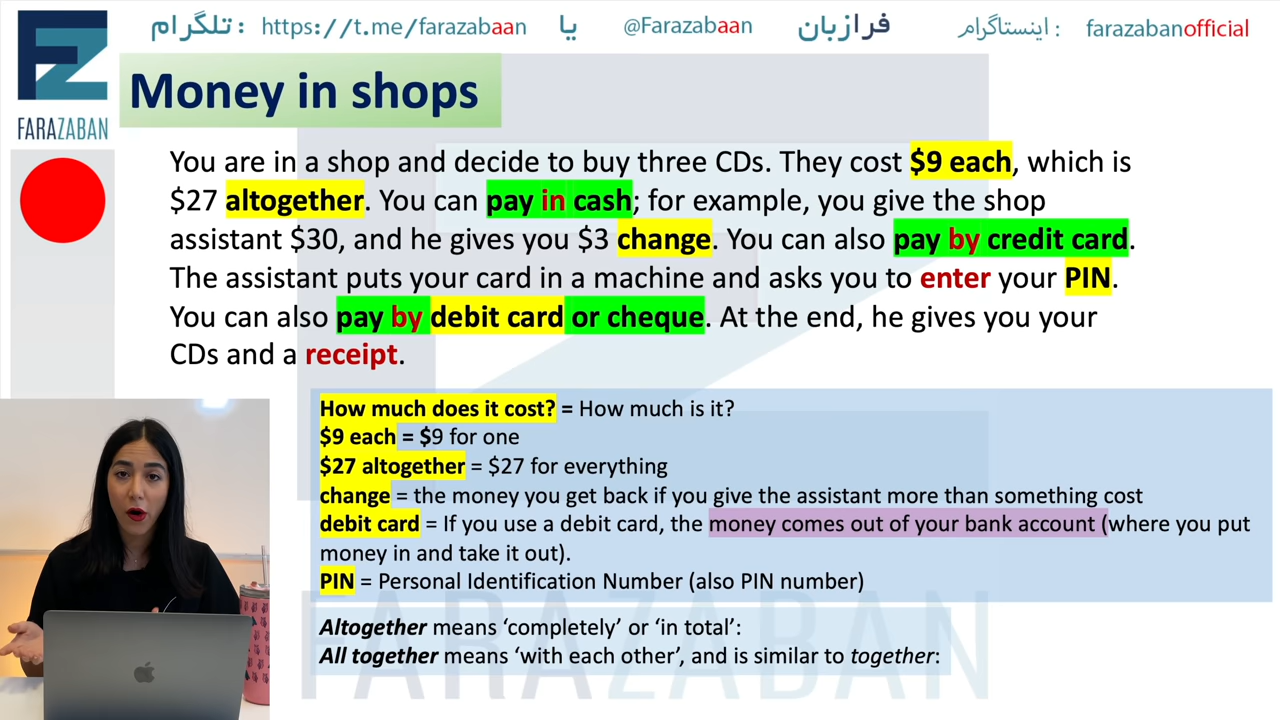 تلگرام : https://t.me/farazabaan یا @Farazabaan فرازبان اینستاگرام : farazabanofficial
FZ
FARAZABAN
Money in shops
You are in a shop and decide to buy three CDs. They cost $9 each, which is
$27 altogether. You can pay in cash; for example, you give the shop
assistant $30, and he gives you $3 change. You can also pay by credit card.
The assistant puts your card in a machine and asks you to enter your PIN.
You can also pay by debit card or cheque. At the end, he gives you your
CDs and a receipt.
How much does it cost? = How much is it?
$9 each = $9 for one
$27 altogether = $27 for everything
change = the money you get back if you give the assistant more than something cost
debit card = If you use a debit card, the money comes out of your bank account (where you put
money in and take it out).
PIN = Personal Identification Number (also PIN number)
Altogether means ‘completely’ or ‘in total’:
All together means ‘with each other’, and is similar to together:
FARAZABAN